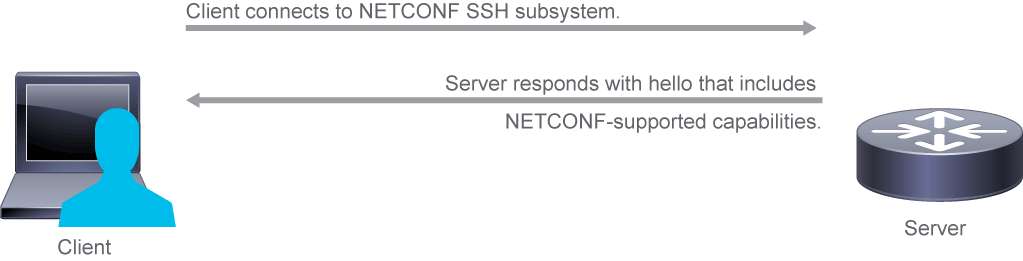 Client connects to NETCONF SSH subsystem.
Server responds with hello that includes
NETCONF-supported capabilities.
Client
Server